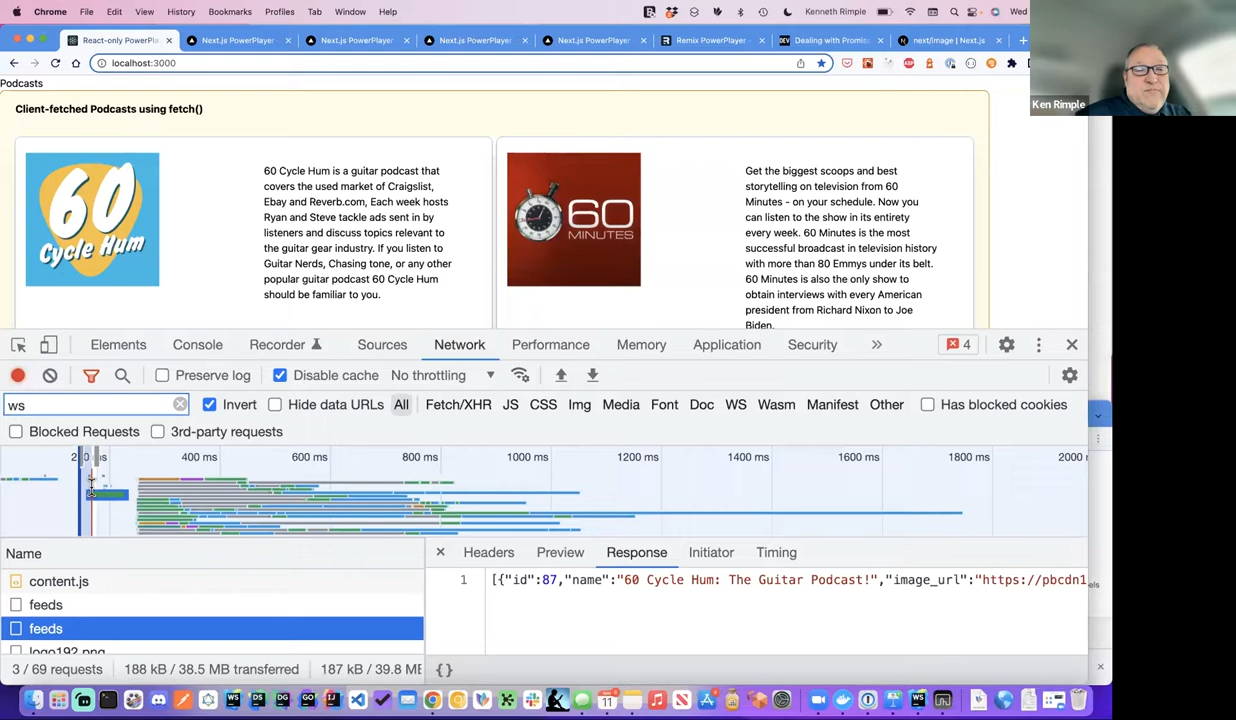 Chrome File Edit View History Bookmarks Profiles Tab Window Help Kenneth Rimple Wed
React-only PowerPla Next.js PowerPlayer Next.js PowerPlayer Next.js PowerPlayer Next.js PowerPlayer Remix PowerPlayer - Dealing with Promis next/image | Next.js
localhost:3000
Podcasts
Client-fetched Podcasts using fetch()
60
Cycle Hum
60 Cycle Hum is a guitar podcast that
covers the used market of Craigslist,
Ebay and Reverb.com, Each week hosts
Ryan and Steve tackle ads sent in by
listeners and discuss topics relevant to
the guitar gear industry. If you listen to
Guitar Nerds, Chasing tone, or any other
popular guitar podcast 60 Cycle Hum
should be familiar to you.
60
MINUTES
Get the biggest scoops and best
storytelling on television from 60
Minutes - on your schedule. Now you
can listen to the show in its entirety
every week. 60 Minutes is the most
successful broadcast in television history
with more than 80 Emmys under its belt.
60 Minutes is also the only show to
obtain interviews with every American
president from Richard Nixon to Joe
Biden.
Ken Rimple
Elements Console Recorder Sources Network Performance Memory Application Security 4
Preserve log Disable cache No throttling
ws Invert Hide data URLs All Fetch/XHR JS CSS Img Media Font Doc WS Wasm Manifest Other Has blocked cookies
Blocked Requests 3rd-party requests
400 ms 600 ms 800 ms 1000 ms 1200 ms 1400 ms 1600 ms 1800 ms 2000
Name
content.js
feeds
feeds
logo192.png
Headers Preview Response Initiator Timing
1 [{"id":87,"name":"60 Cycle Hum: The Guitar Podcast!","image_url":"https://pbcdn1
3 / 69 requests 188 kB / 38.5 MB transferred 187 kB / 39.8 ME {}